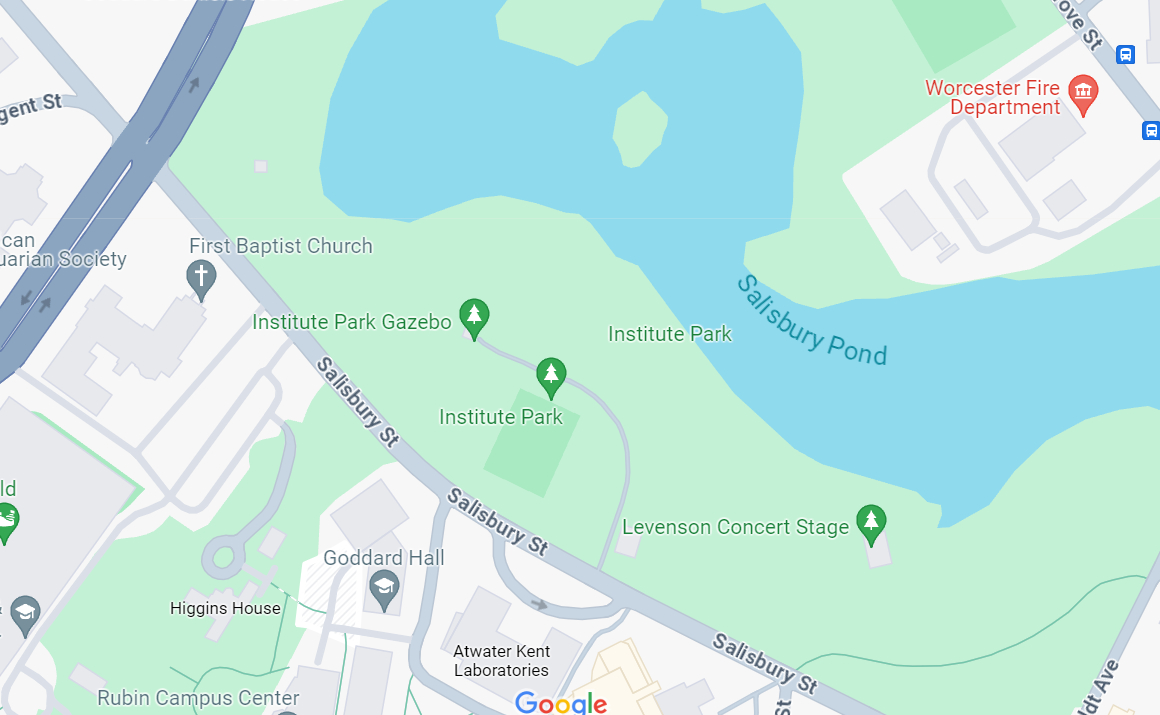 ove St
Worcester Fire
Department
gent St
can
uarian Society
First Baptist Church
Institute Park Gazebo
Institute Park
Salisbury Pond
Salisbury St
Institute Park
ld
Salisbury St
Levenson Concert Stage
Goddard Hall
Higgins House
Atwater Kent
Laboratories
Salisbury St
Rubin Campus Center
ldt Ave
St
Google